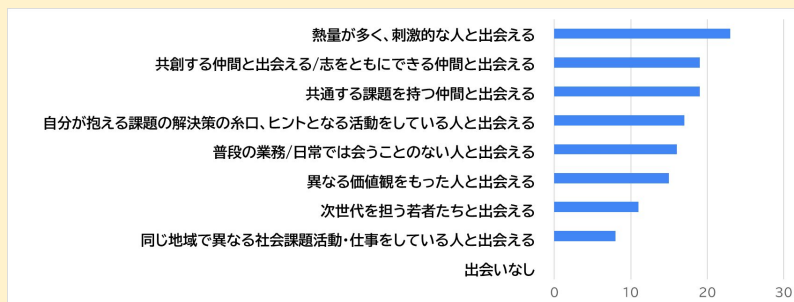 熱量が多く、刺激的な人と出会える
共創する仲間と出会える/志をともにできる仲間と出会える
共通する課題を持つ仲間と出会える
自分が抱える課題の解決策の糸口、ヒントとなる活動をしている人と出会える
普段の業務/日常では会うことのない人と出会える
異なる価値観をもった人と出会える
次世代を担う若者たちと出会える
同じ地域で異なる社会課題活動・仕事をしている人と出会える
出会いなし
0 10 20 30